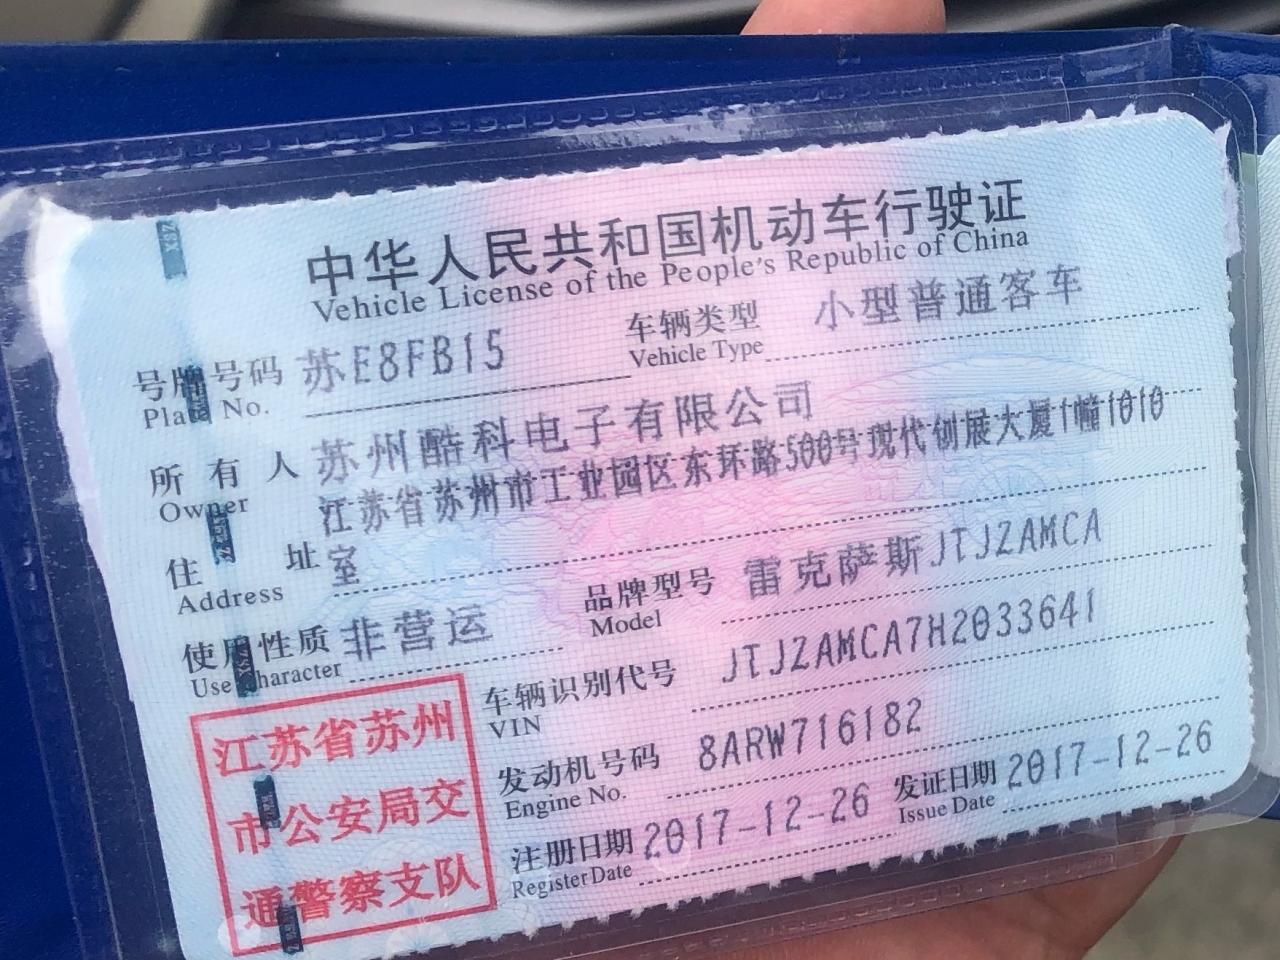 中华人民共和国机动车行驶证
Vehicle License of the People's Republic of China
号牌号码 苏E8FB15 车辆类型 小型普通客车
Plate No. Vehicle Type
所有人 苏州酷科电子有限公司
Owner
江苏省苏州市工业园区东环路500号现代创展大厦1幢1010
住址 室
Address
使用性质 非营运 品牌型号 雷克萨斯JTJZAMCA
Use Character Model
车辆识别代号 JTJZAMCA7H2033641
VIN
发动机号码 8ARW716182
Engine No.
注册日期 2017-12-26 发证日期 2017-12-26
Register Date Issue Date
江苏省苏州
市公安局交
通警察支队